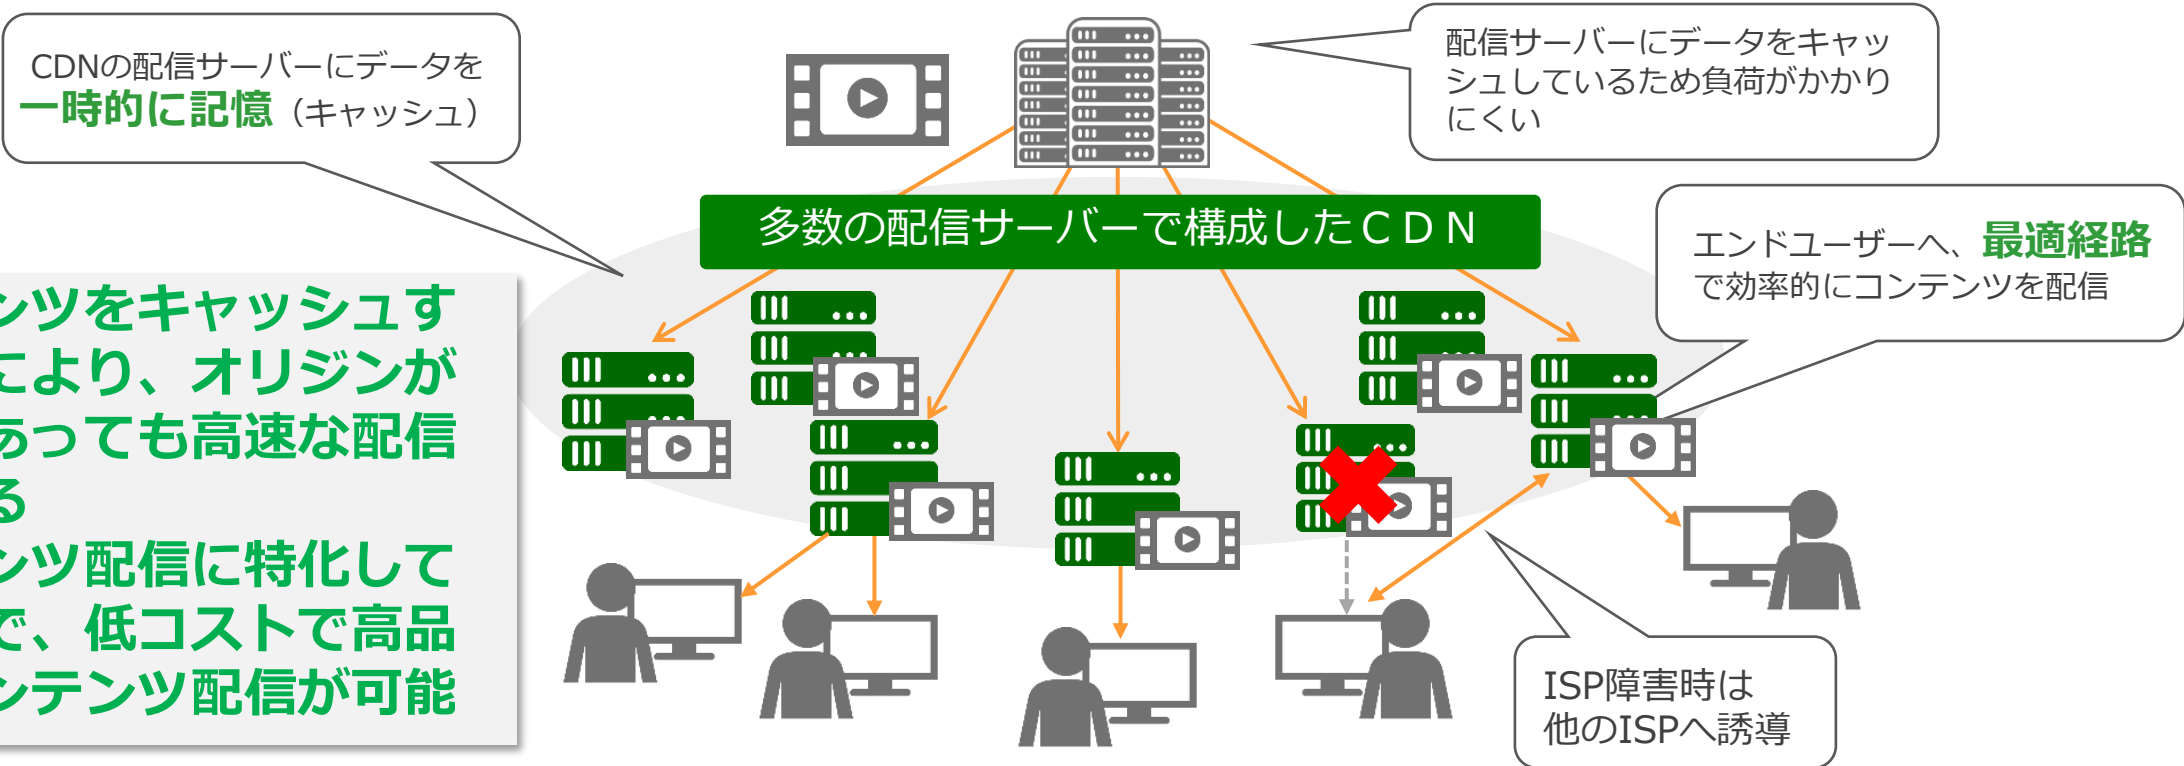 CDNの配信サーバーにデータを
一時的に記憶（キャッシュ）
配信サーバーにデータをキャッ
シュしているため負荷がかかり
にくい
多数の配信サーバーで構成したＣＤＮ
エンドユーザーへ、最適経路
で効率的にコンテンツを配信
ンツをキャッシュす
により、オリジンが
あっても高速な配信
る
ンツ配信に特化して
で、低コストで高品
ンテンツ配信が可能
ISP障害時は
他のISPへ誘導